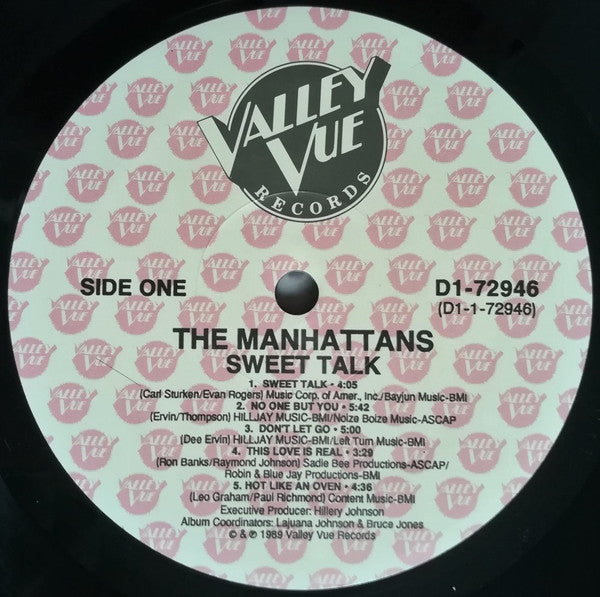 VALLEY
VUE
RECORDS
SIDE ONE
D1-72946
(D1-1-72946)
THE MANHATTANS
SWEET TALK
1. SWEET TALK • 4:05
(Carl Sturken/Evan Rogers) Music Corp. of Amer., Inc./Bayjun Music-BMI
2. NO ONE BUT YOU • 5:42
(Ervin/Thompson) HILLJAY MUSIC-BMI/Noize Boize Music-ASCAP
3. DON'T LET GO • 5:00
(Dee Ervin) HILLJAY MUSIC-BMI/Left Turn Music-BMI
4. THIS LOVE IS REAL • 3:29
(Ron Banks/Raymond Johnson) Sadie Bee Productions-ASCAP/
Robin & Blue Jay Productions-BMI
5. HOT LIKE AN OVEN • 4:36
(Leo Graham/Paul Richmond) Content Music-BMI
Executive Producer: Hillery Johnson
Album Coordinators: Lajuana Johnson & Bruce Jones
© & ℗ 1989 Valley Vue Records